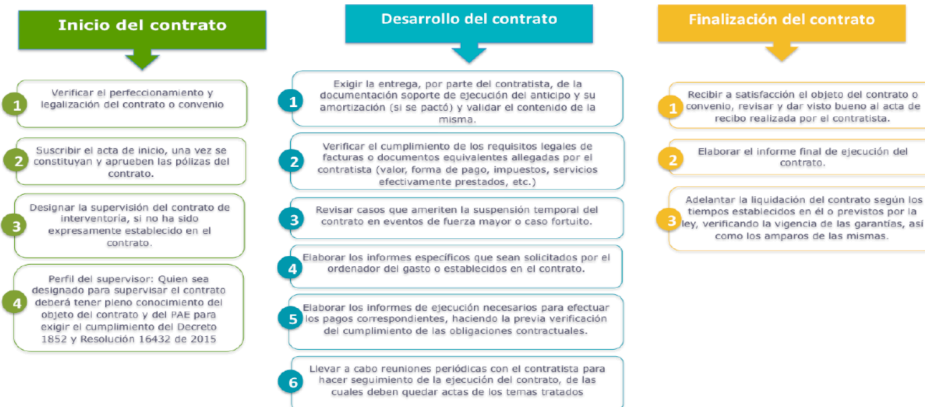 Inicio del contrato
1
Verificar el perfeccionamiento y
legalización del contrato o convenio
2
Suscribir el acta de inicio, una vez se
constituyan y aprueben las pólizas del
contrato.
3
Designar la supervisión del contrato de
interventoría, si no ha sido
expresamente establecido en el
contrato.
4
Perfil del supervisor: Quien sea
designado para supervisar el contrato
deberá tener pleno conocimiento del
objeto del contrato y del PAE para
exigir el cumplimiento del Decreto
1852 y Resolución 16432 de 2015
Desarrollo del contrato
1
Exigir la entrega, por parte del contratista, de la
documentación soporte de ejecución del anticipo y su
amortización (si se pactó) y validar el contenido de la
misma.
2
Verificar el cumplimiento de los requisitos legales de
facturas o documentos equivalentes allegadas por el
contratista (valor, forma de pago, impuestos, servicios
efectivamente prestados, etc.)
3
Revisar casos que ameriten la suspensión temporal del
contrato en eventos de fuerza mayor o caso fortuito.
4
Elaborar los informes específicos que sean solicitados por el
ordenador del gasto o establecidos en el contrato.
5
Elaborar los informes de ejecución necesarios para efectuar
los pagos correspondientes, haciendo la previa verificación
del cumplimiento de las obligaciones contractuales.
6
Llevar a cabo reuniones periódicas con el contratista para
hacer seguimiento de la ejecución del contrato, de las
cuales deben quedar actas de los temas tratados
Finalización del contrato
1
Recibir a satisfacción el objeto del contrato o
convenio, revisar y dar visto bueno al acta de
recibo realizada por el contratista.
2
Elaborar el informe final de ejecución del
contrato.
3
Adelantar la liquidación del contrato según los
tiempos establecidos en él o previstos por la
ley, verificando la vigencia de las garantías, así
como los amparos de las mismas.